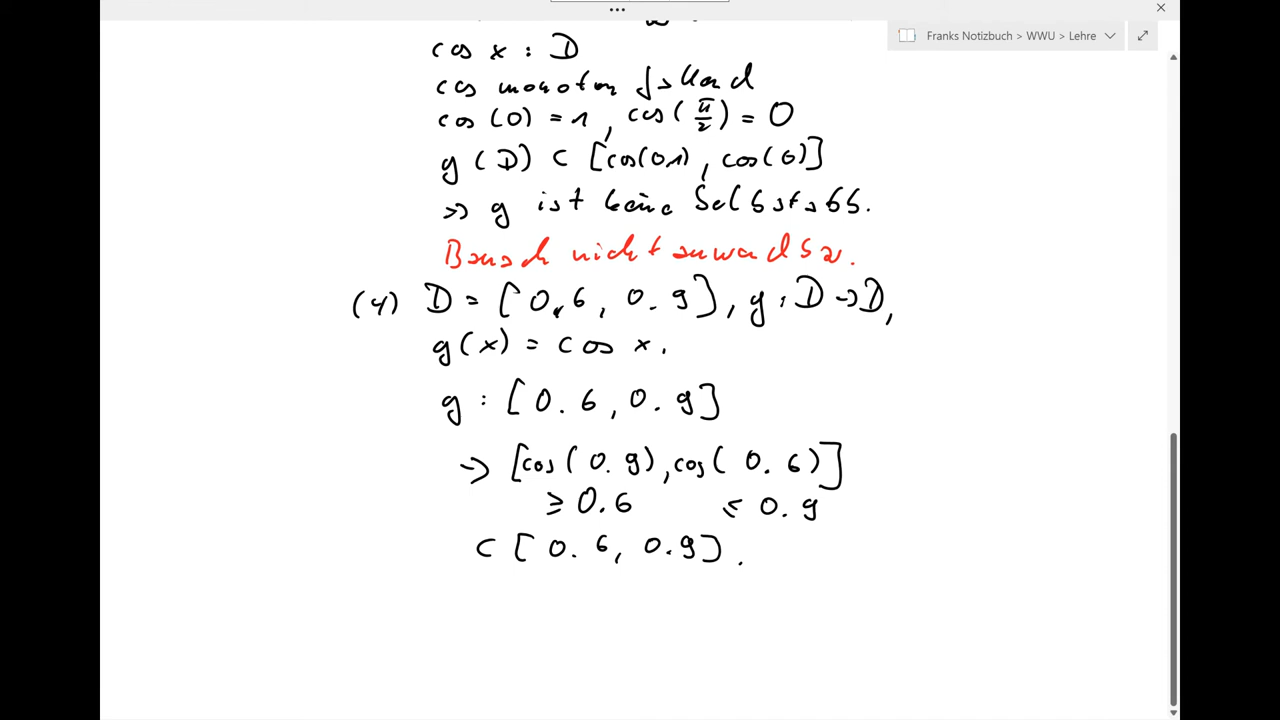 Franks Notizbuch > WWU > Lehre
cos x : D
cos monoton fallend
cos(0) = 1, cos(π/2) = 0
g(D) ⊂ [cos(0.1), cos(0)]
⇒ g ist keine Selbstabb.
Banach nicht anwendbar.
(4) D = [0.6, 0.9], g : D → D,
g(x) = cos x.
g : [0.6, 0.9]
→ [cos(0.9), cos(0.6)]
≥ 0.6 ≤ 0.9
⊂ [0.6, 0.9].